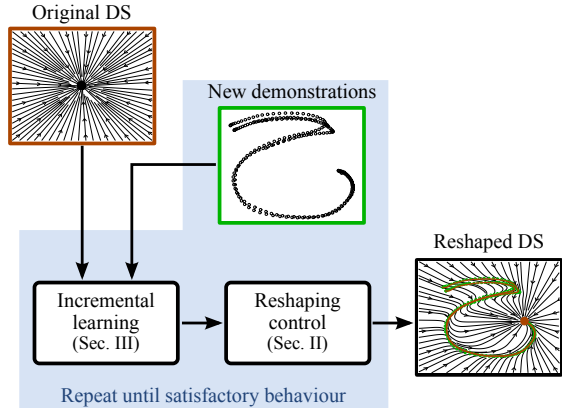 Original DS
New demonstrations
Reshaped DS
Incremental
learning
(Sec. III)
Reshaping
control
(Sec. II)
Repeat until satisfactory behaviour